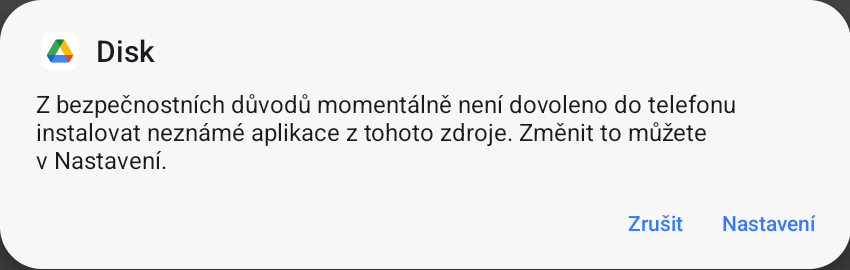 Disk
Z bezpečnostních důvodů momentálně není dovoleno do telefonu
instalovat neznámé aplikace z tohoto zdroje. Změnit to můžete
v Nastavení.
Zrušit Nastavení